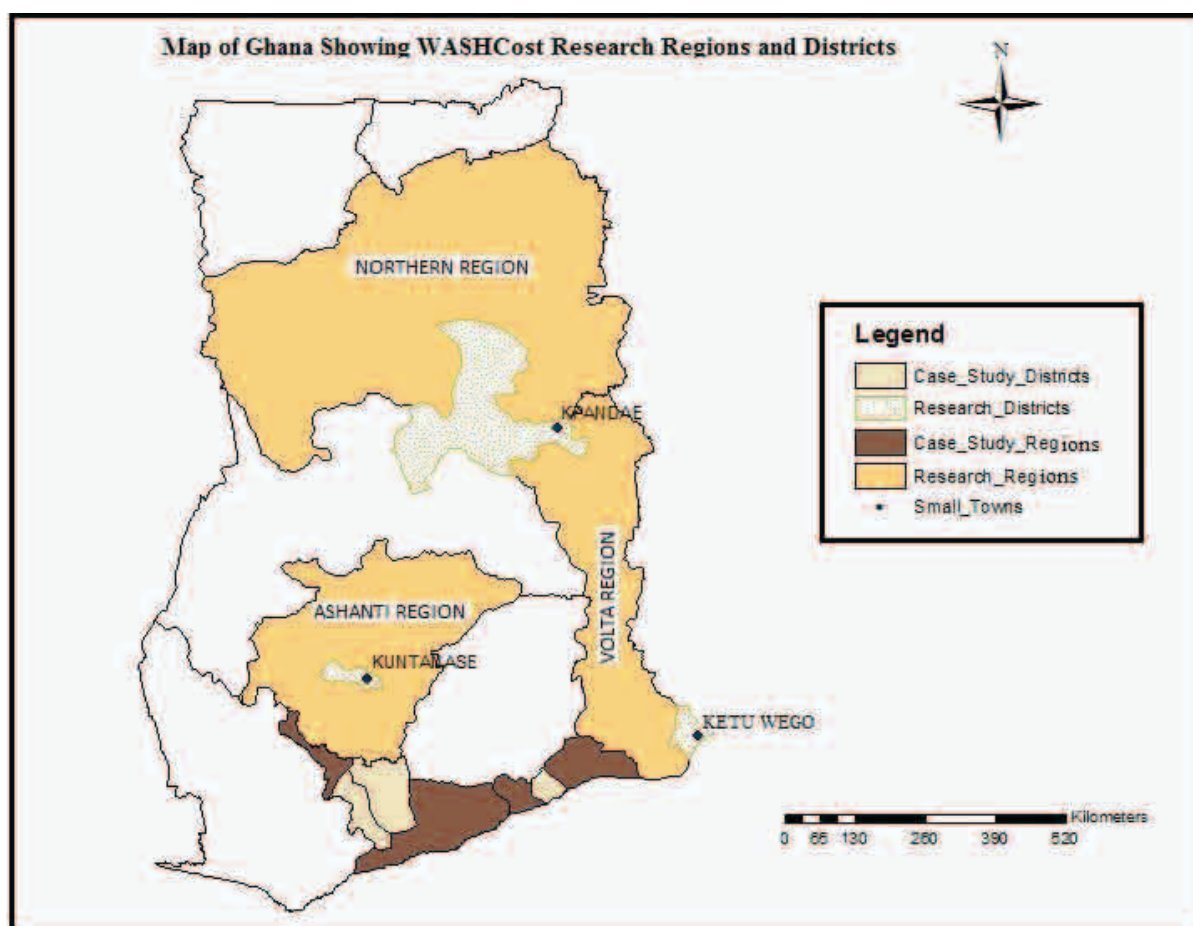 Map of Ghana Showing WASHCost Research Regions and Districts
N
NORTHERN REGION
KPANDAE
Legend
Case_Study_Districts
Research_Districts
Case_Study_Regions
Research_Regions
Small_Towns
VOLTA REGION
ASHANTI REGION
KUNTANASE
KETU WEGO
Kilometers
0 65 130 260 390 520